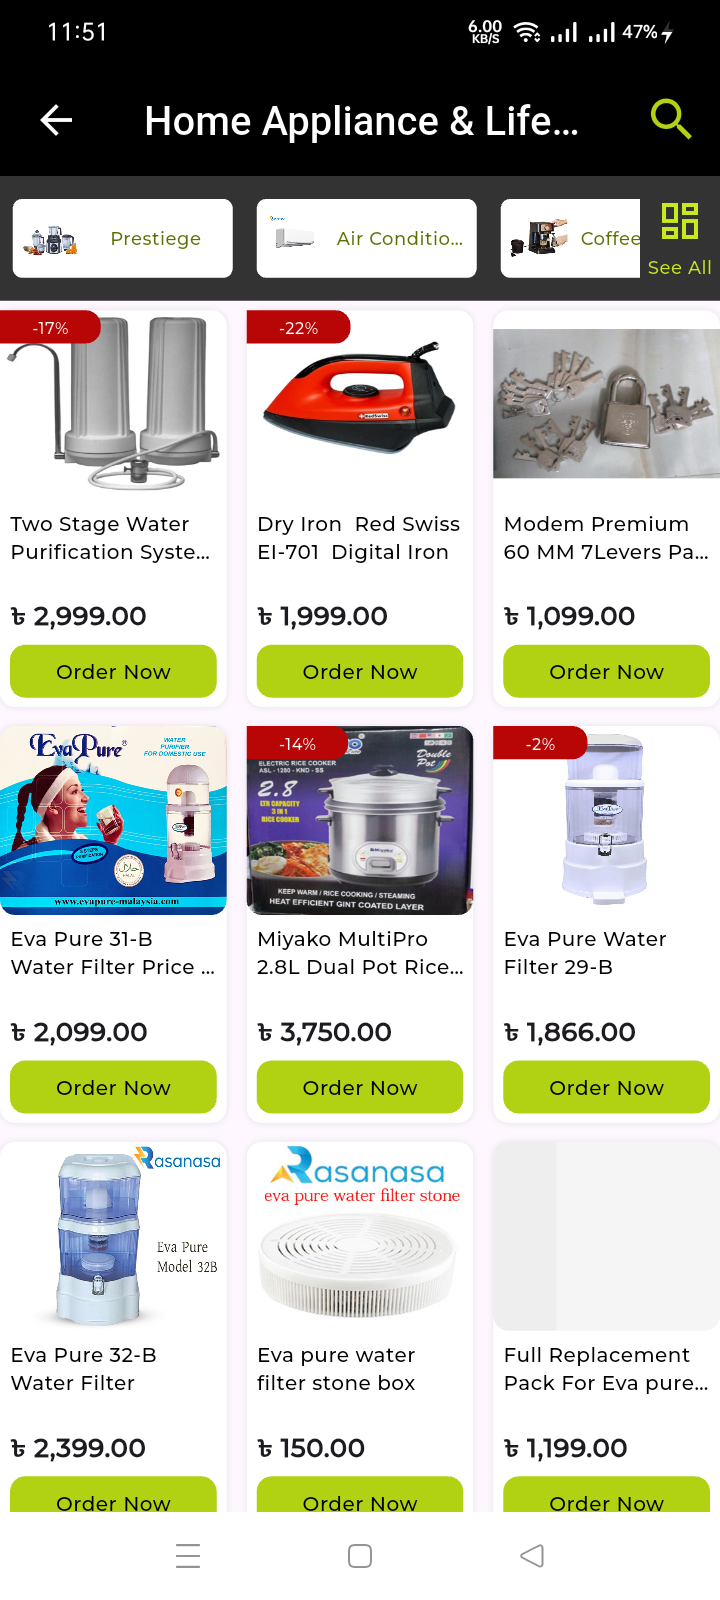 11:51
6.00
KB/S
47%
Home Appliance & Life...
Prestiege
Air Conditio...
Coffee
See All
-17%
-22%
Two Stage Water
Purification Syste...
Dry Iron Red Swiss
EI-701 Digital Iron
Modem Premium
60 MM 7Levers Pa...
৳ 2,999.00
৳ 1,999.00
৳ 1,099.00
Order Now
Order Now
Order Now
Eva Pure®
WATER
PURIFIER
FOR DOMESTIC USE
www.evapure-malaysia.com
-14%
ELECTRIC RICE COOKER
ASL - 1280 - KND - SS
Double
Pot
2.8
LTR CAPACITY
3 IN 1
RICE COOKER
KEEP WARM / RICE COOKING / STEAMING
HEAT EFFICIENT GINT COATED LAYER
-2%
Eva Pure 31-B
Water Filter Price ...
Miyako MultiPro
2.8L Dual Pot Rice...
Eva Pure Water
Filter 29-B
৳ 2,099.00
৳ 3,750.00
৳ 1,866.00
Order Now
Order Now
Order Now
Rasanasa
Eva Pure
Model 32B
Rasanasa
eva pure water filter stone
Eva Pure 32-B
Water Filter
Eva pure water
filter stone box
Full Replacement
Pack For Eva pure...
৳ 2,399.00
৳ 150.00
৳ 1,199.00
Order Now
Order Now
Order Now